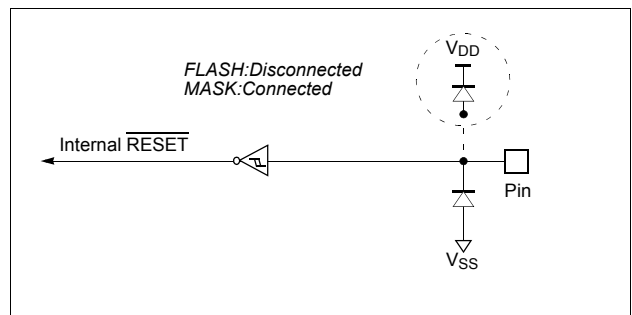 VDD
FLASH:Disconnected
MASK:Connected
Internal RESET
Pin
VSS